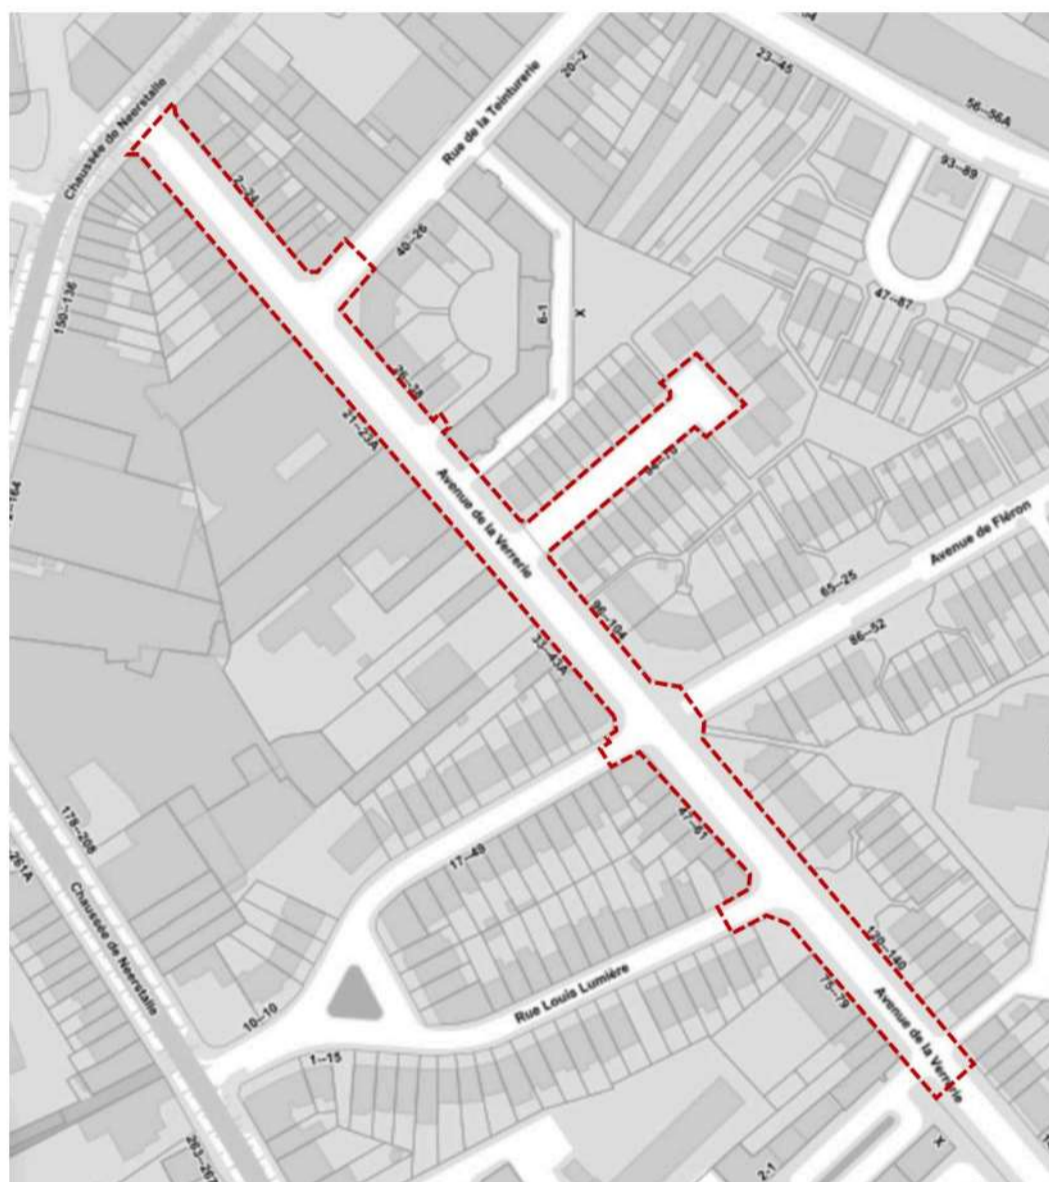 23--45
56--56A
93--89
20--2
Rue de la Teinturerie
Chaussée de Neerstalle
2--24
40--26
47--87
150--136
6-1
X
26--38
21--23A
Avenue de la Verrerie
Avenue de Fléron
65--25
86--52
96--104
33--43A
47--61
17--49
178--208
261A
Chaussée de Neerstalle
120--140
75--79
Avenue de la Verrerie
Rue Louis Lumière
10--10
1--15
X
2-1